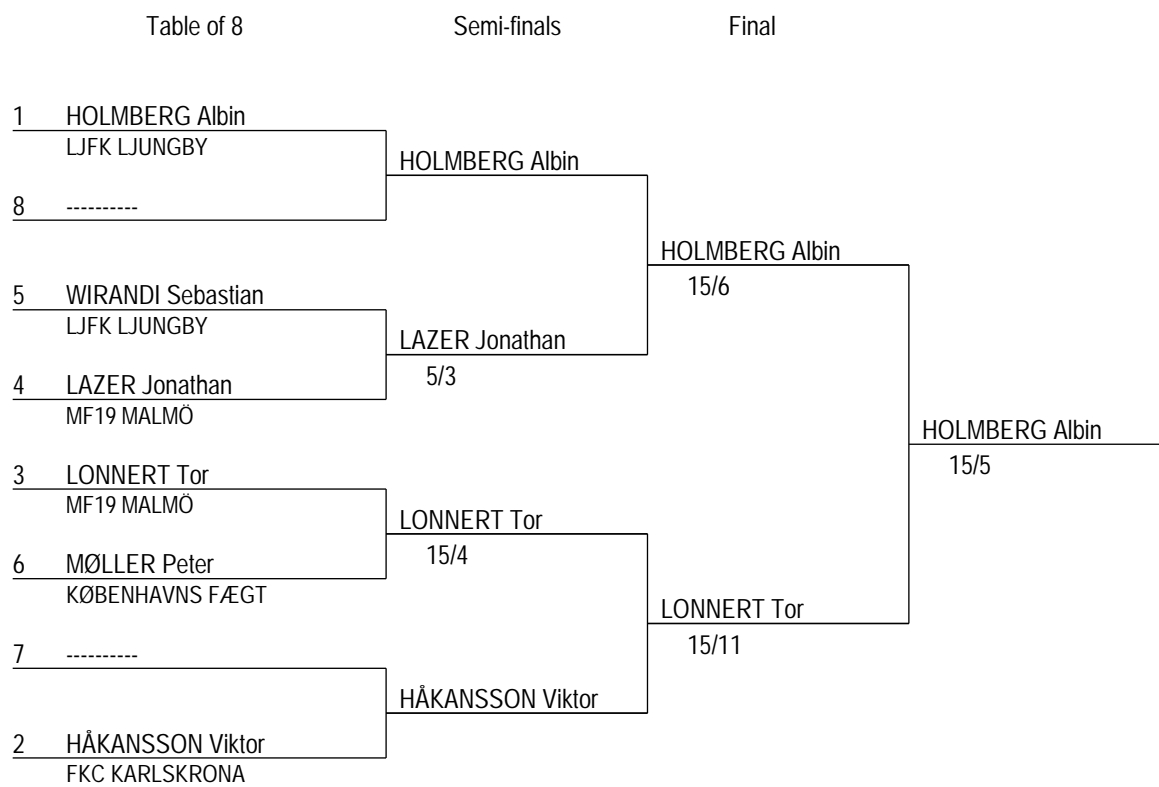 Table of 8 Semi-finals Final
1 HOLMBERG Albin
LJFK LJUNGBY
HOLMBERG Albin
8 ----------
HOLMBERG Albin
15/6
5 WIRANDI Sebastian
LJFK LJUNGBY
LAZER Jonathan
5/3
4 LAZER Jonathan
MF19 MALMÖ
HOLMBERG Albin
15/5
3 LONNERT Tor
MF19 MALMÖ
LONNERT Tor
15/4
6 MØLLER Peter
KØBENHAVNS FÆGT
LONNERT Tor
15/11
7 ----------
HÅKANSSON Viktor
2 HÅKANSSON Viktor
FKC KARLSKRONA